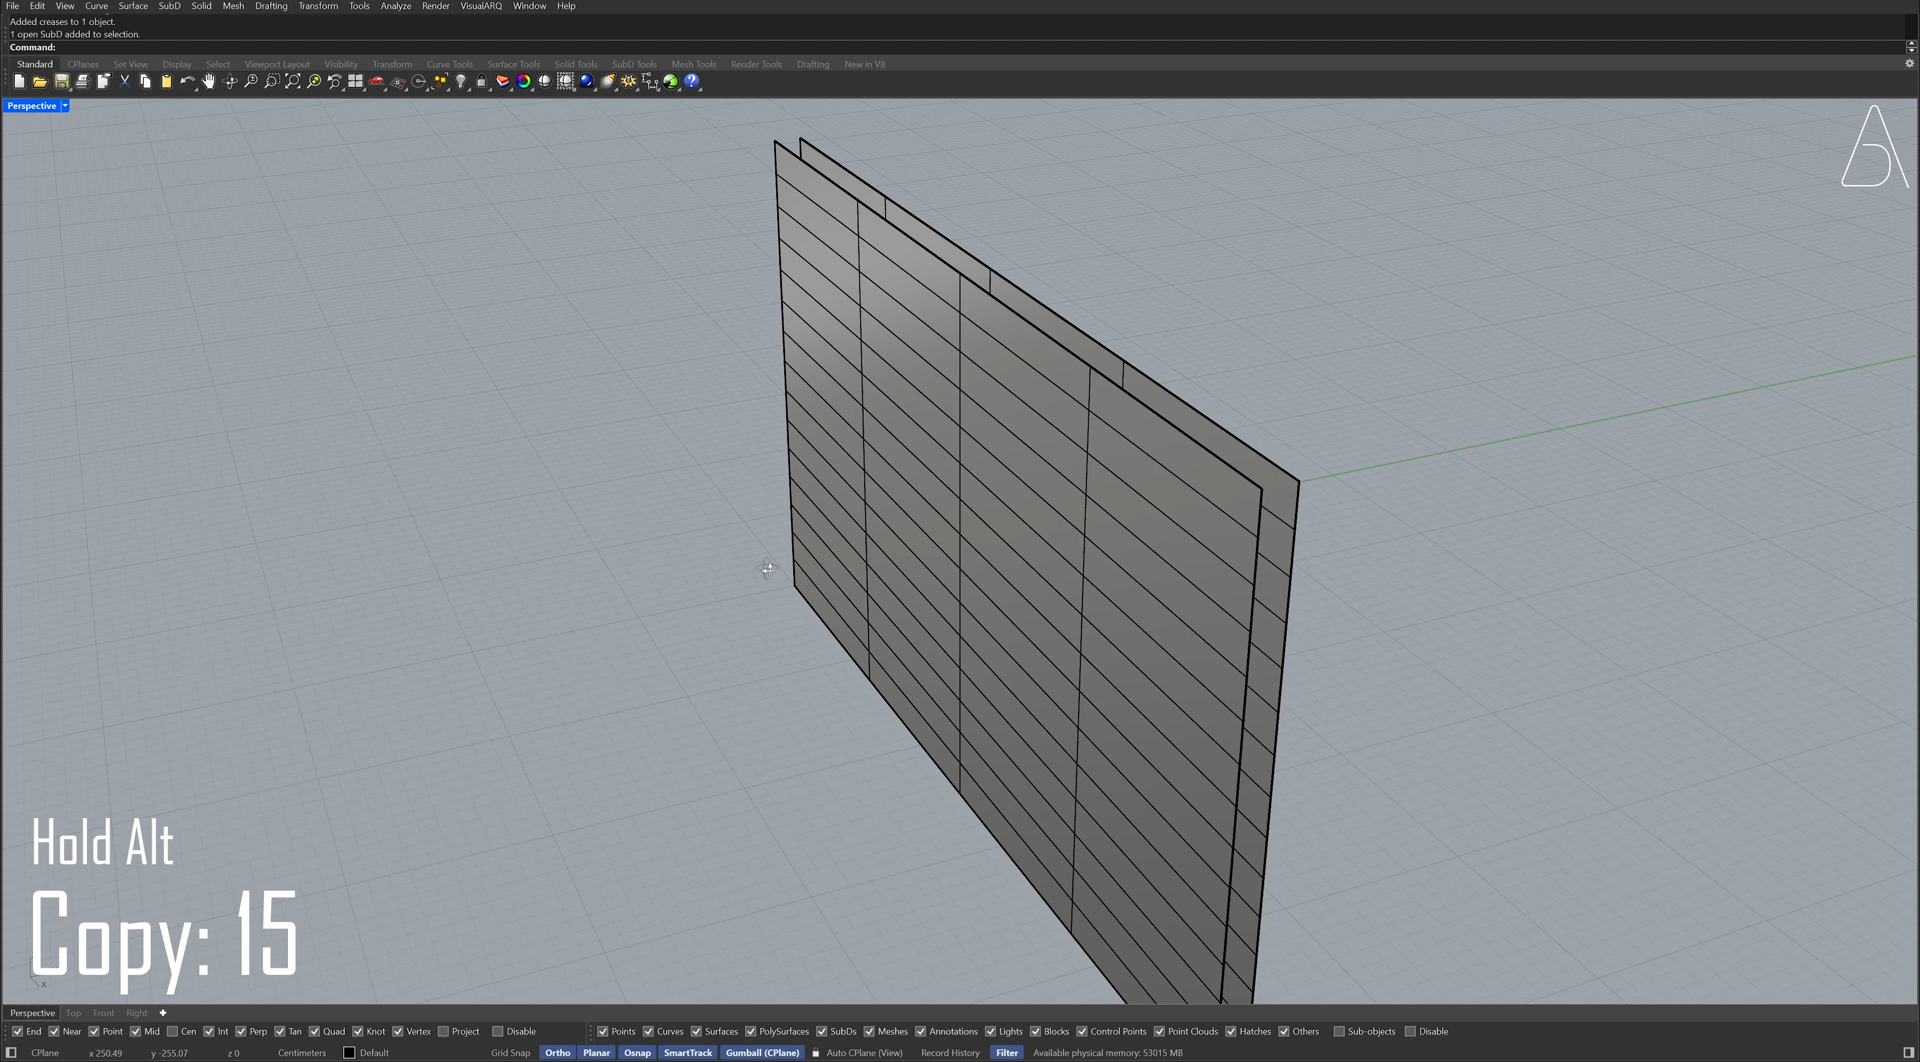 File Edit View Curve Surface SubD Solid Mesh Drafting Transform Tools Analyze Render VisualARQ Window Help
Added creases to 1 object.
1 open SubD added to selection.
Command:
Standard CPlanes Set View Display Select Viewport Layout Visibility Transform Curve Tools Surface Tools Solid Tools SubD Tools Mesh Tools Render Tools Drafting New in V8
Perspective
Hold Alt
Copy: 15
x
Perspective Top Front Right
End Near Point Mid Cen Int Perp Tan Quad Knot Vertex Project Disable Points Curves Surfaces PolySurfaces SubDs Meshes Annotations Lights Blocks Control Points Point Clouds Hatches Others Sub-objects Disable
CPlane x 250.49 y -255.07 z 0 Centimeters Default Grid Snap Ortho Planar Osnap SmartTrack Gumball (CPlane) Auto CPlane (View) Record History Filter Available physical memory: 53015 MB